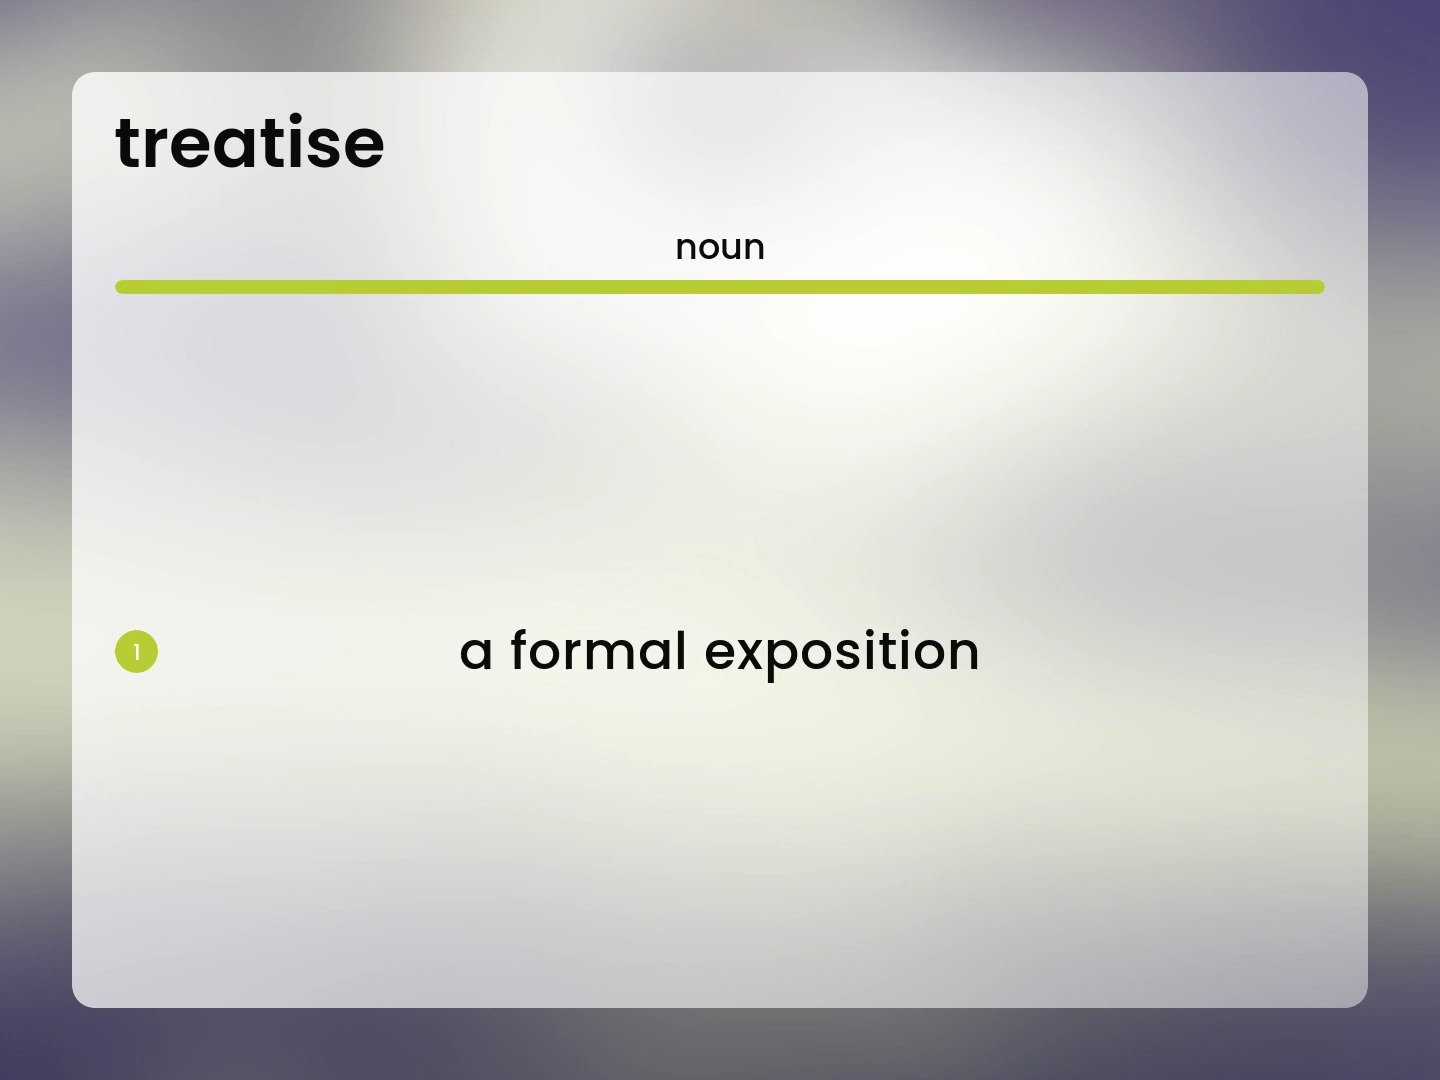 treatise
noun
1
a formal exposition